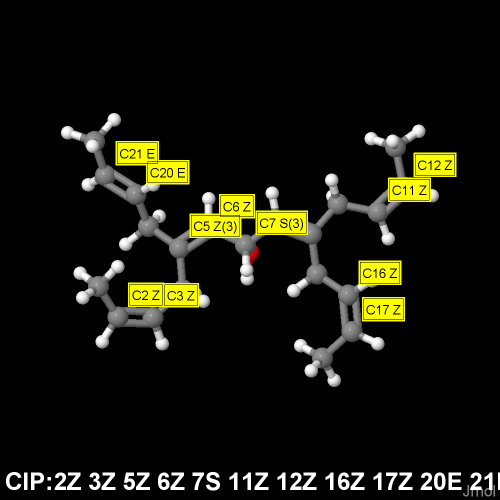 C21 E
C20 E
C12 Z
C11 Z
C6 Z
C5 Z(3)
C7 S(3)
C16 Z
C2 Z
C3 Z
C17 Z
CIP:2Z 3Z 5Z 6Z 7S 11Z 12Z 16Z 17Z 20E 21
Jmol